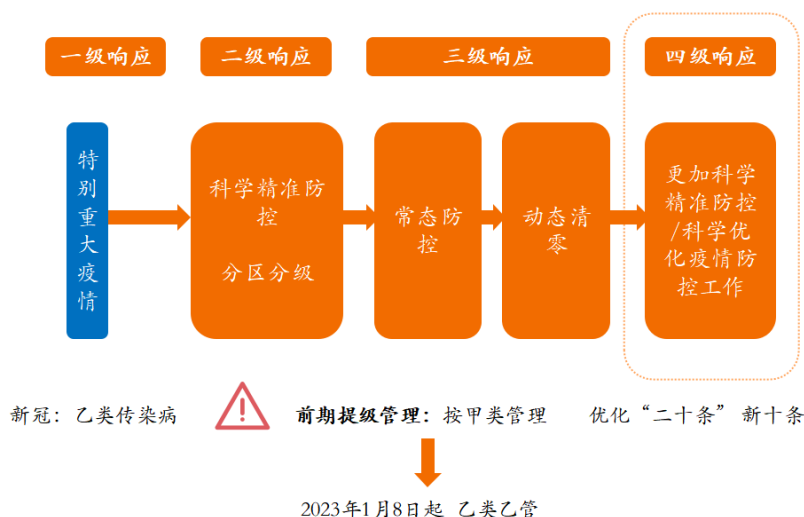 一级响应
二级响应
三级响应
四级响应
特别重大疫情
科学精准防
控
分区分级
常态防
控
动态清
零
更加科学
精准防控
/科学优
化疫情防
控工作
新冠：乙类传染病
前期提级管理：按甲类管理
优化“二十条” 新十条
2023年1月8日起 乙类乙管